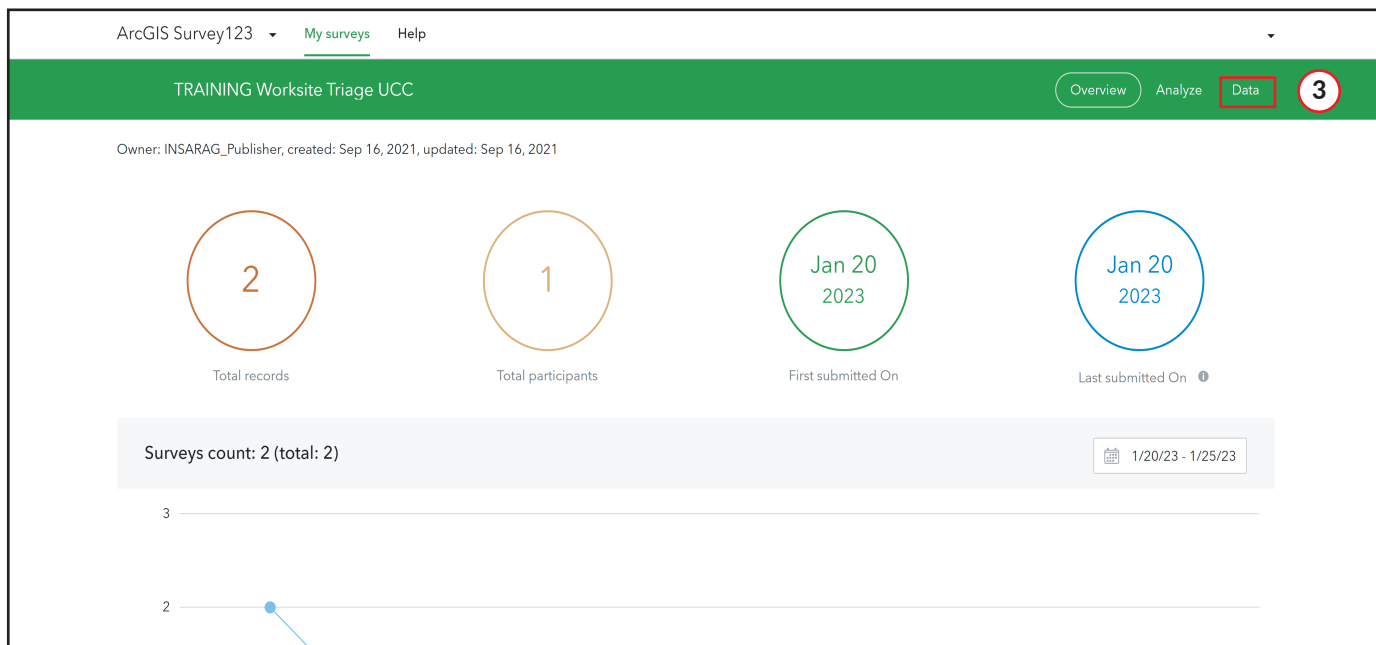 ArcGIS Survey123 My surveys Help
TRAINING Worksite Triage UCC Overview Analyze Data 3
Owner: INSARAG_Publisher, created: Sep 16, 2021, updated: Sep 16, 2021
2
Total records
1
Total participants
Jan 20
2023
First submitted On
Jan 20
2023
Last submitted On
Surveys count: 2 (total: 2) 1/20/23 - 1/25/23
3
2